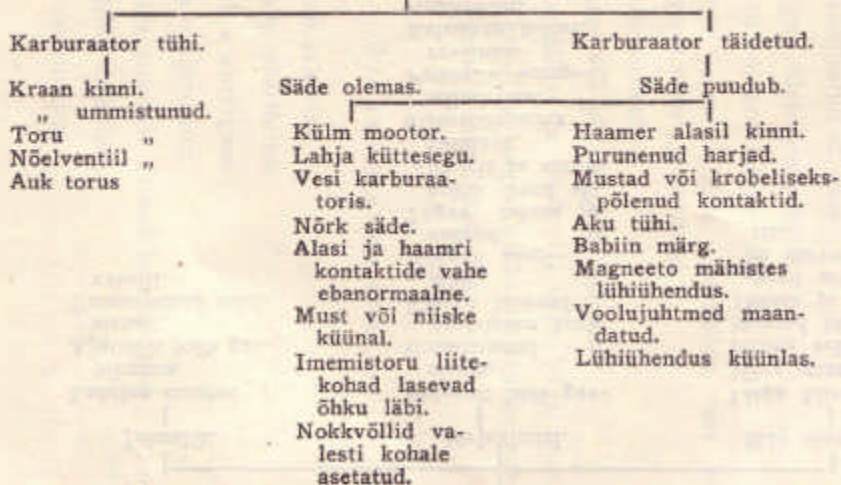 Karburaator tühi.
Karburaator täidetud.
Kraan kinni.
„ ummistunud.
Toru „
Nõelventiil „
Auk torus
Säde olemas.
Külm mootor.
Lahja küttesegu.
Vesi karburaa-
toris.
Nõrk säde.
Alasi ja haamri
kontaktide vahe
ebanormaalne.
Must või niiske
küünal.
Imemistoru liite-
kohad lasevad
õhku läbi.
Nokkvõllid va-
lesti kohale
asetatud.
Säde puudub.
Haamer alasil kinni.
Purunenud harjad.
Mustad või krobeliseks-
põlenud kontaktid.
Aku tühi.
Babiin märg.
Magneeto mähistes
lühiühendus.
Voolujuhtmed maan-
datud.
Lühiühendus küünlas.